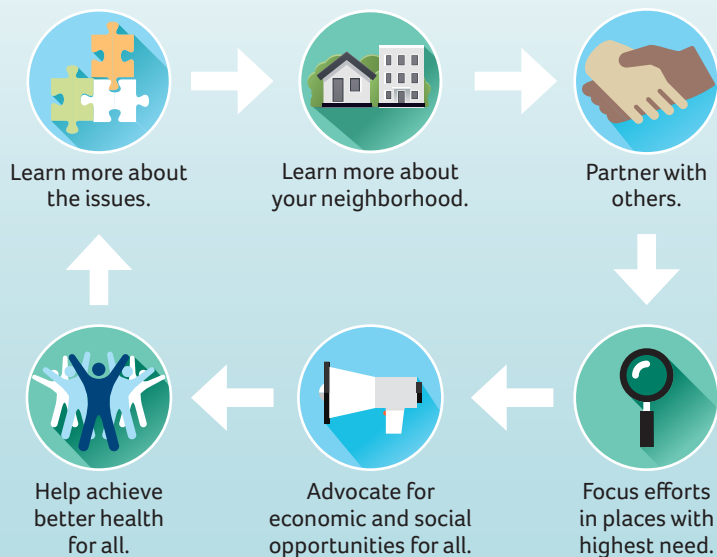 Learn more about
the issues.
Learn more about
your neighborhood.
Partner with
others.
Focus efforts
in places with
highest need.
Advocate for
economic and social
opportunities for all.
Help achieve
better health
for all.